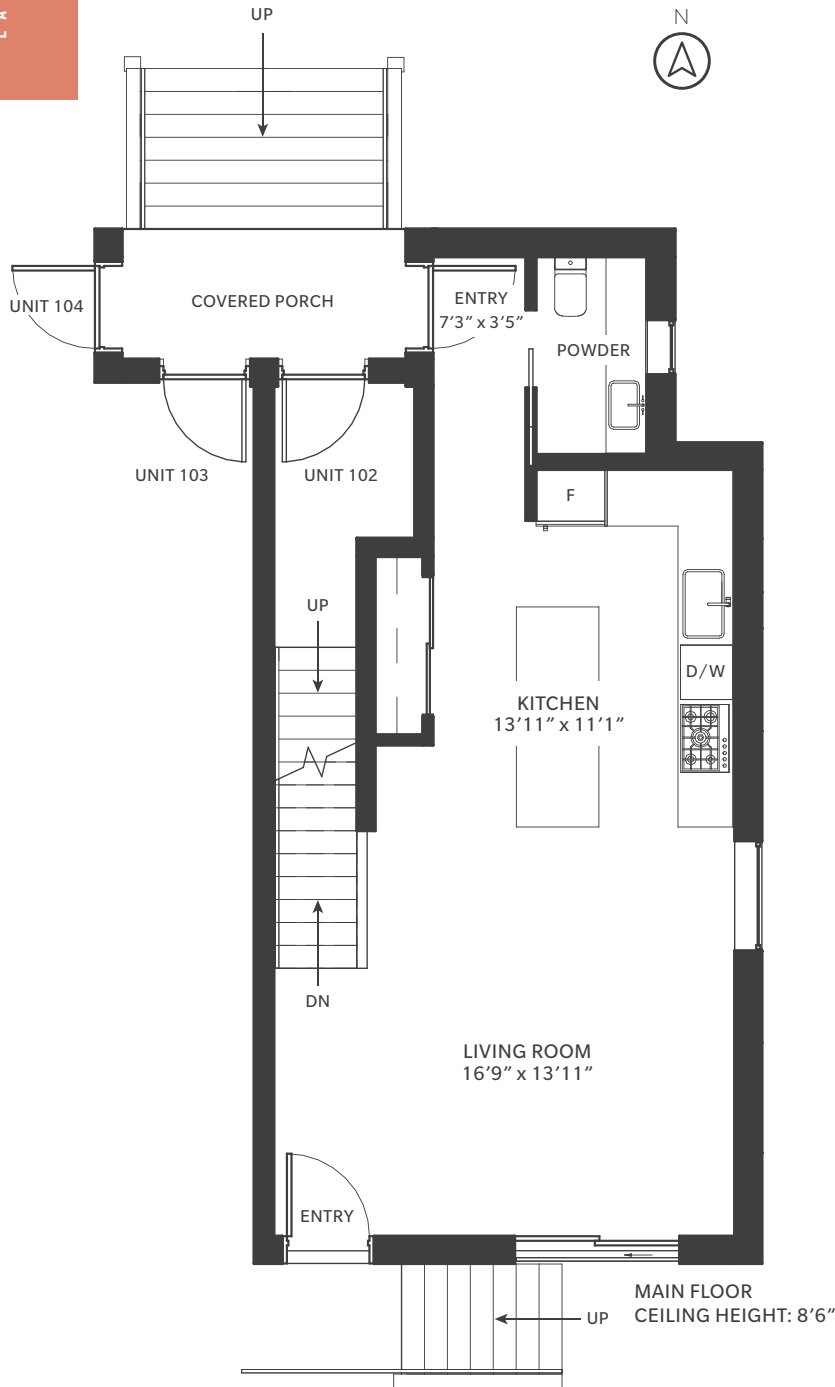 UP
N
UNIT 104
COVERED PORCH
ENTRY
7'3" x 3'5"
POWDER
UNIT 103
UNIT 102
F
UP
D/W
KITCHEN
13'11" x 11'1"
DN
LIVING ROOM
16'9" x 13'11"
ENTRY
MAIN FLOOR
CEILING HEIGHT: 8'6"
UP